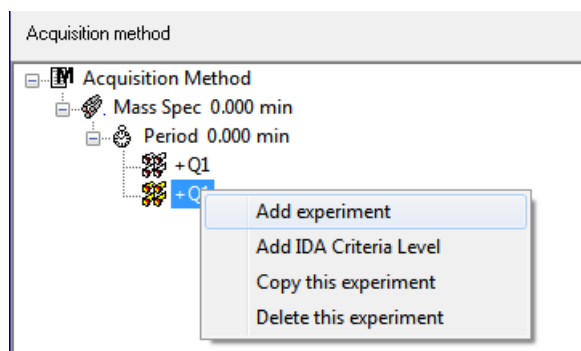 Acquisition method
Acquisition Method
Mass Spec 0.000 min
Period 0.000 min
+Q1
+Q1
Add experiment
Add IDA Criteria Level
Copy this experiment
Delete this experiment